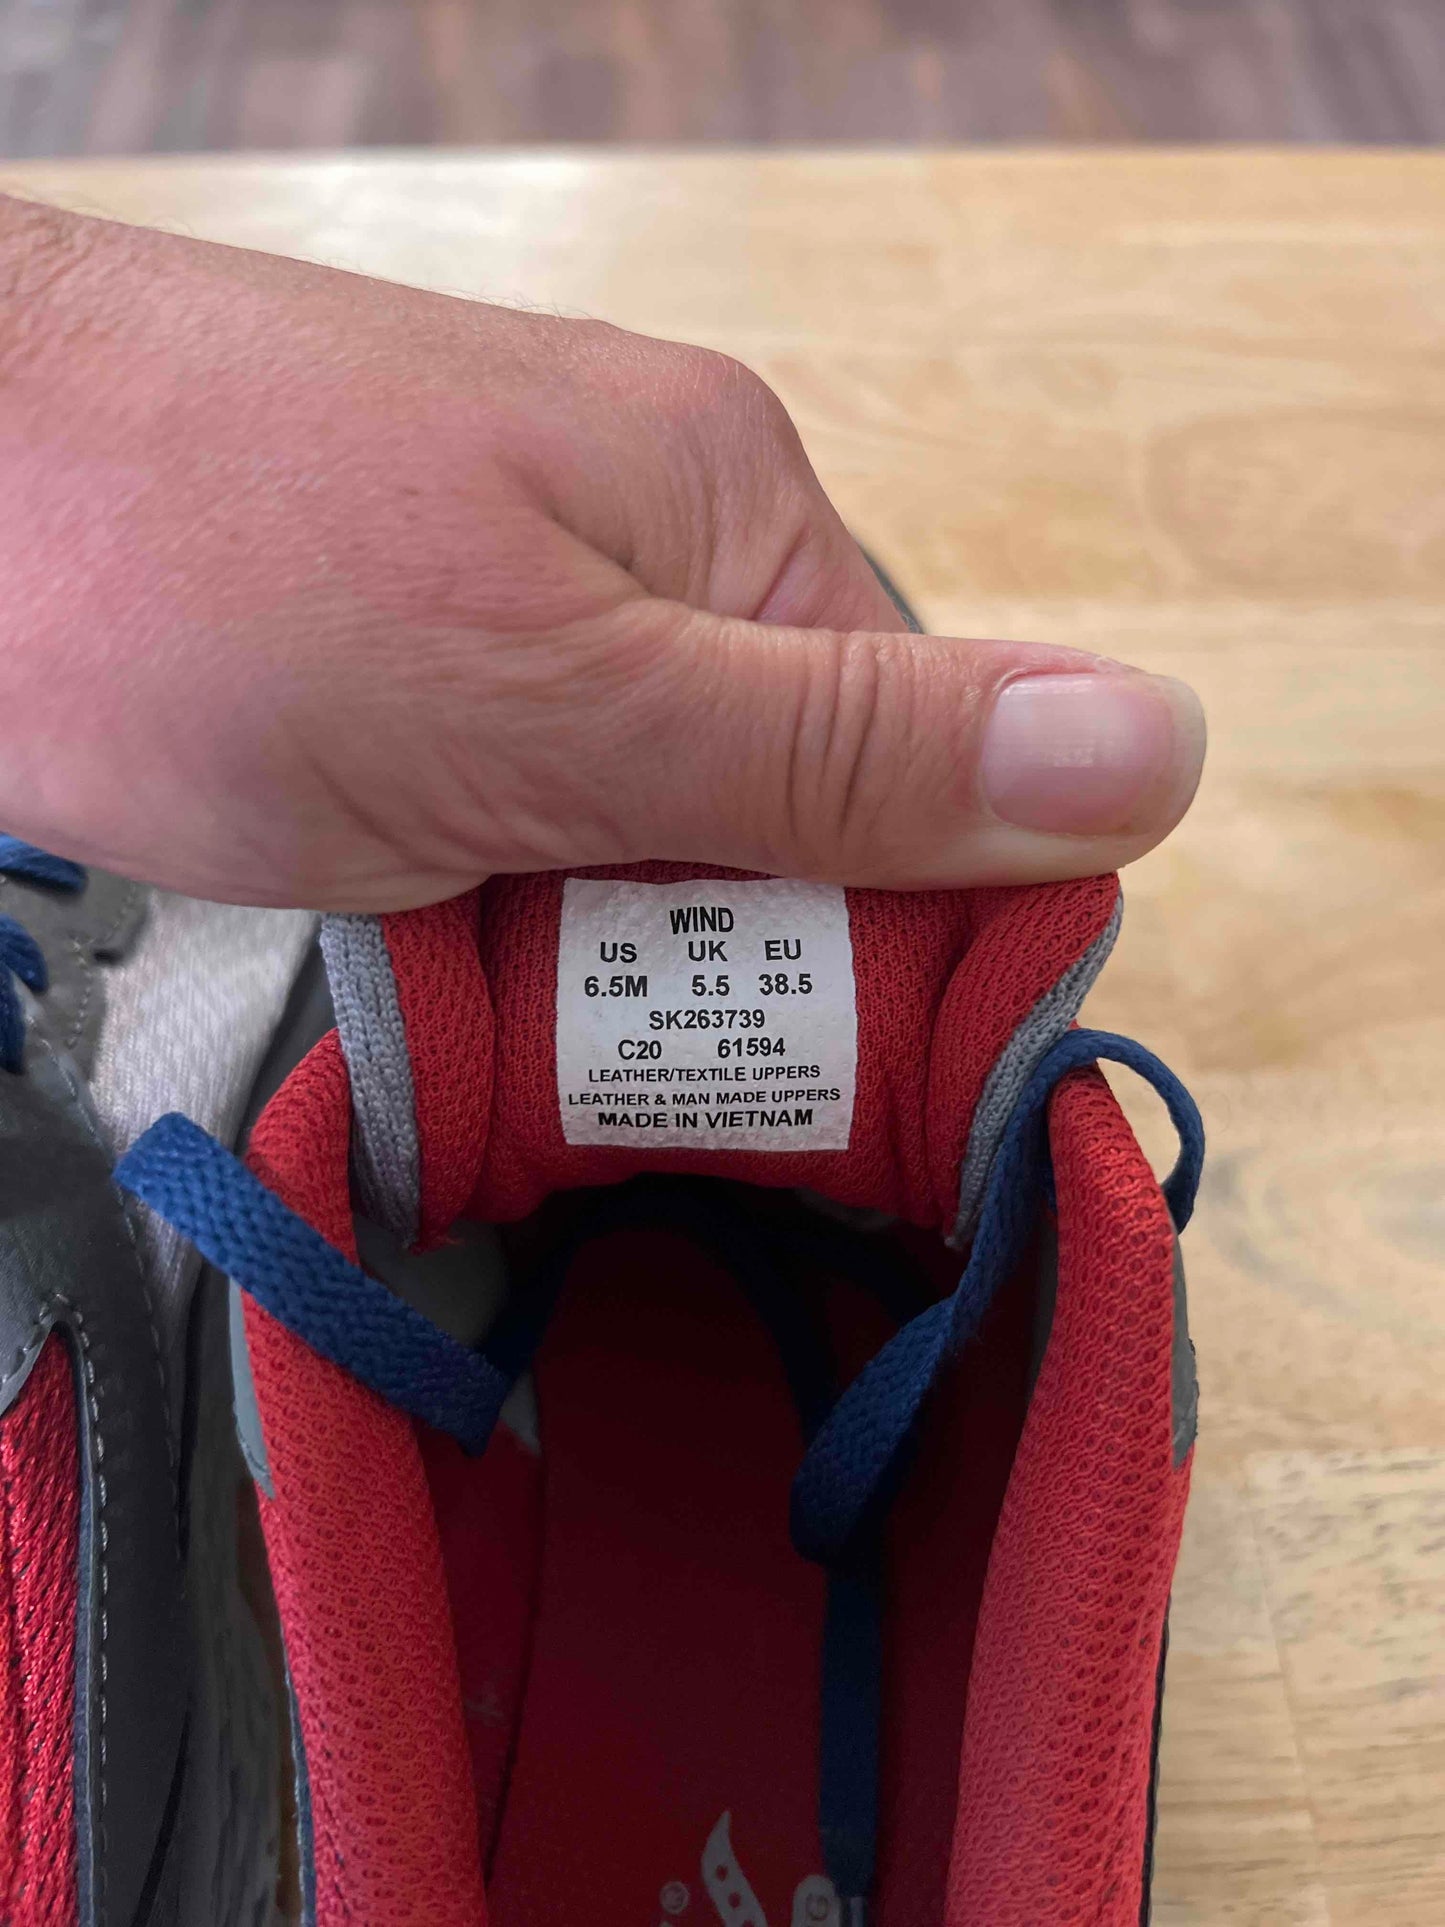 WIND
US UK EU
6.5M 5.5 38.5
SK263739
C20 61594
LEATHER/TEXTILE UPPERS
LEATHER & MAN MADE UPPERS
MADE IN VIETNAM
®